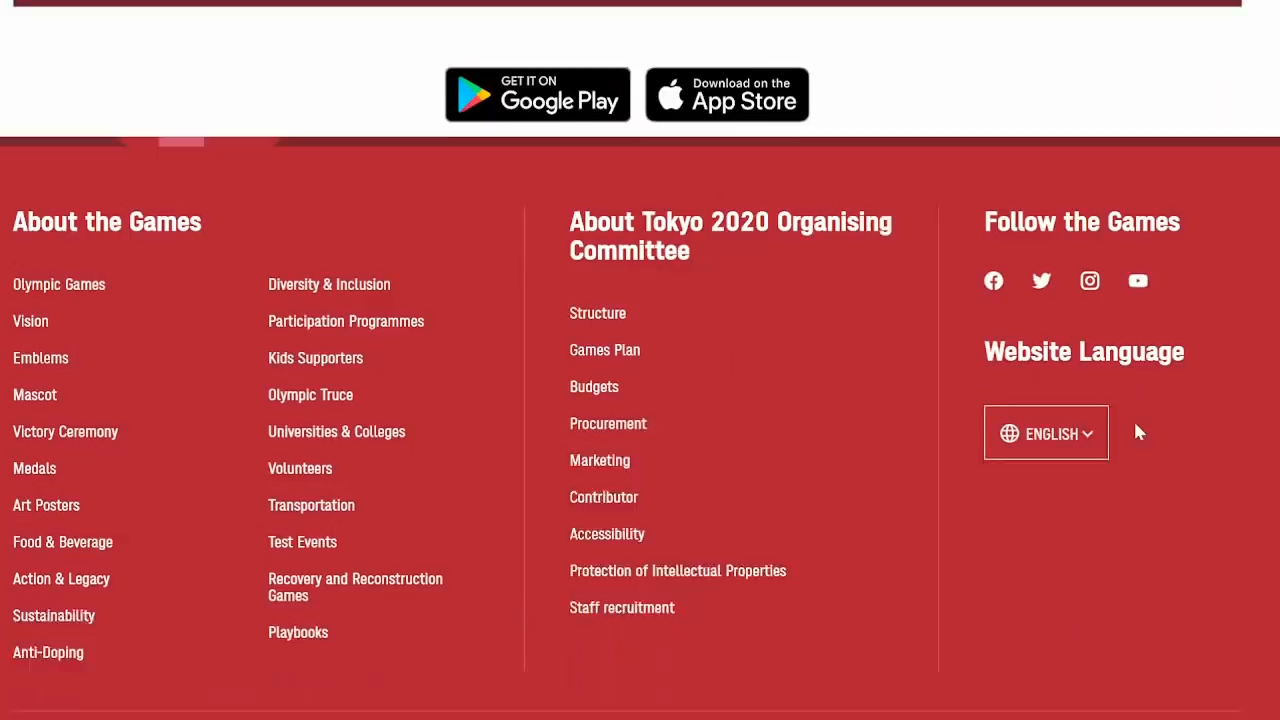 GET IT ON
Google Play
Download on the
App Store
About the Games
Olympic Games
Vision
Emblems
Mascot
Victory Ceremony
Medals
Art Posters
Food & Beverage
Action & Legacy
Sustainability
Anti-Doping
Diversity & Inclusion
Participation Programmes
Kids Supporters
Olympic Truce
Universities & Colleges
Volunteers
Transportation
Test Events
Recovery and Reconstruction
Games
Playbooks
About Tokyo 2020 Organising
Committee
Structure
Games Plan
Budgets
Procurement
Marketing
Contributor
Accessibility
Protection of Intellectual Properties
Staff recruitment
Follow the Games
Website Language
ENGLISH